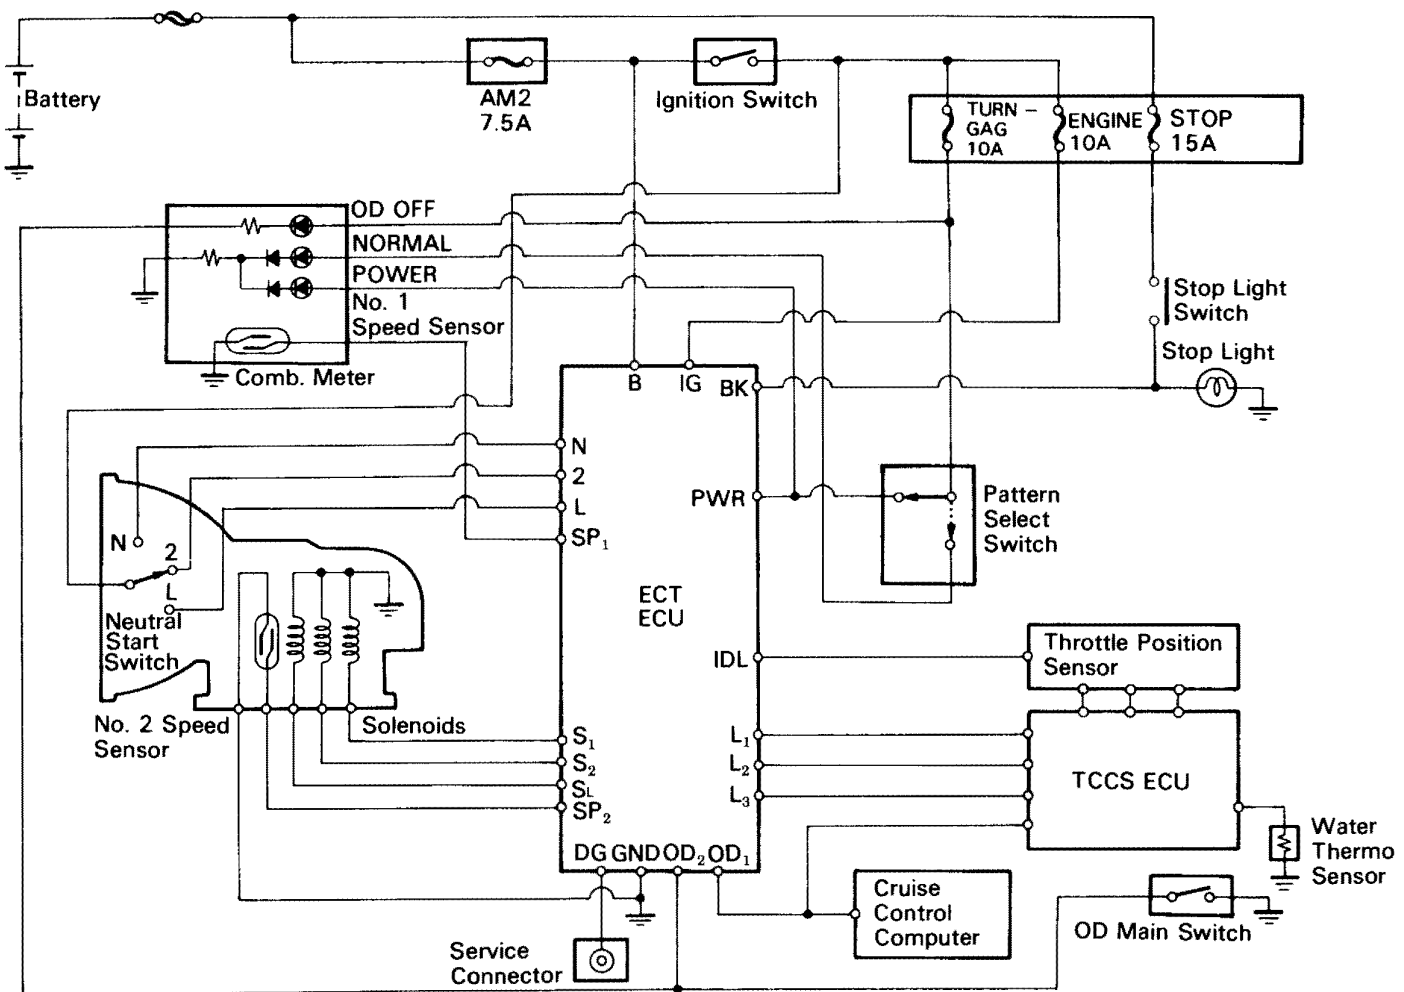 Battery
AM2
7.5A
Ignition Switch
TURN –
GAG
10A
ENGINE
10A
STOP
15A
OD OFF
NORMAL
POWER
No. 1
Speed Sensor
Comb. Meter
Stop Light
Switch
Stop Light
B
IG
BK
N
2
L
SP₁
PWR
Pattern
Select
Switch
N
2
L
Neutral
Start
Switch
ECT
ECU
IDL
Throttle Position
Sensor
No. 2 Speed
Sensor
Solenoids
S₁
S₂
SL
SP₂
L₁
L₂
L₃
TCCS ECU
Water
Thermo
Sensor
DG GND OD₂ OD₁
Cruise
Control
Computer
OD Main Switch
Service
Connector